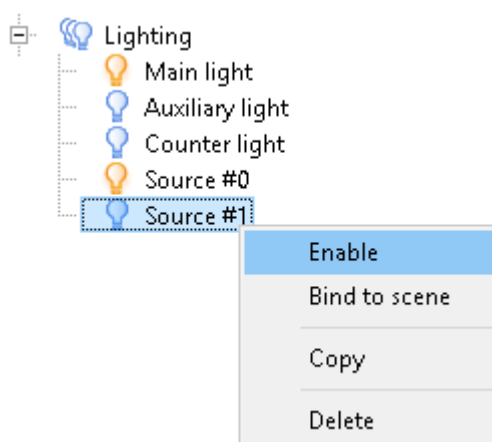 Lighting
Main light
Auxiliary light
Counter light
Source #0
Source #1
Enable
Bind to scene
Copy
Delete